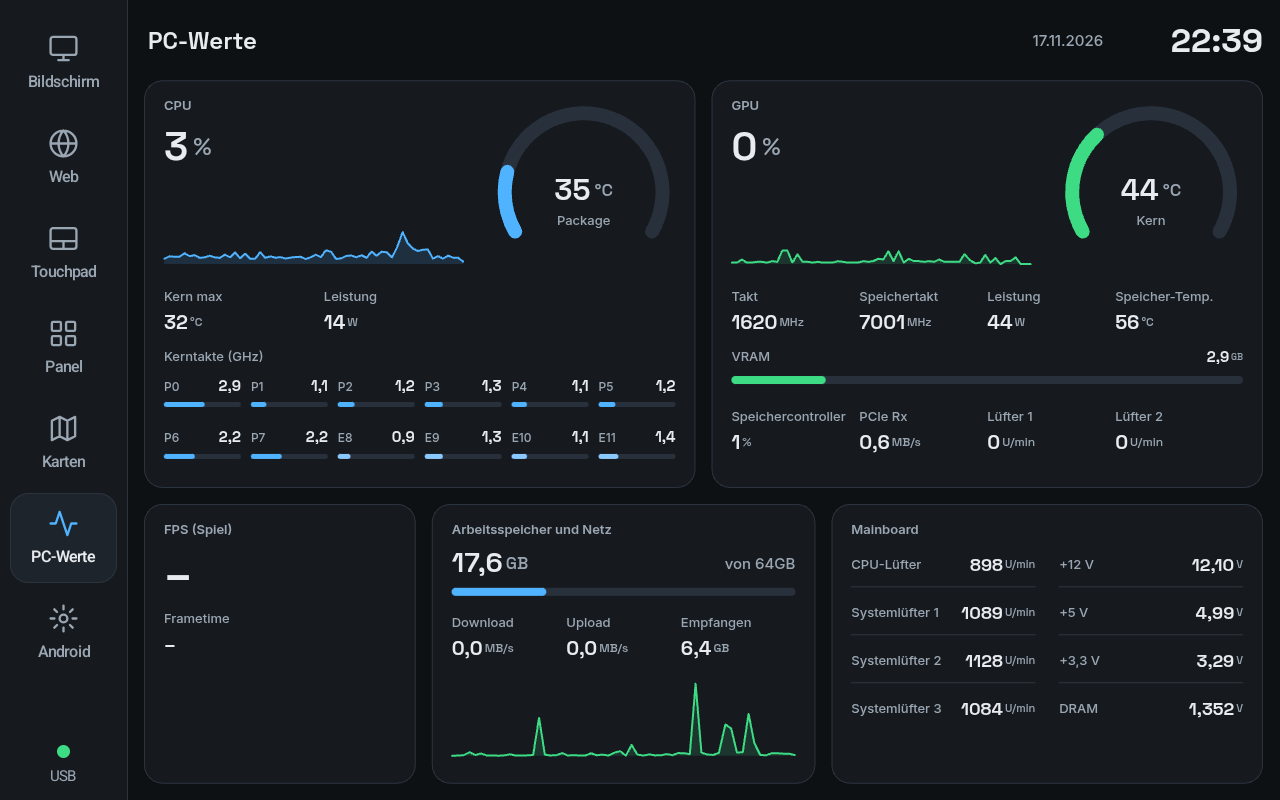 Bildschirm
Web
Touchpad
Panel
Karten
PC-Werte
Android
USB
PC-Werte
17.11.2026
22:39
CPU
3 %
35 °C
Package
Kern max
32 °C
Leistung
14 W
Kerntakte (GHz)
P0 2,9 P1 1,1 P2 1,2 P3 1,3 P4 1,1 P5 1,2
P6 2,2 P7 2,2 E8 0,9 E9 1,3 E10 1,1 E11 1,4
GPU
0 %
44 °C
Kern
Takt Speichertakt Leistung Speicher-Temp.
1620 MHz 7001 MHz 44 W 56 °C
VRAM 2,9 GB
Speichercontroller PCIe Rx Lüfter 1 Lüfter 2
1 % 0,6 MB/s 0 U/min 0 U/min
FPS (Spiel)
–
Frametime
–
Arbeitsspeicher und Netz
17,6 GB von 64GB
Download Upload Empfangen
0,0 MB/s 0,0 MB/s 6,4 GB
Mainboard
CPU-Lüfter 898 U/min +12 V 12,10 V
Systemlüfter 1 1089 U/min +5 V 4,99 V
Systemlüfter 2 1128 U/min +3,3 V 3,29 V
Systemlüfter 3 1084 U/min DRAM 1,352 V